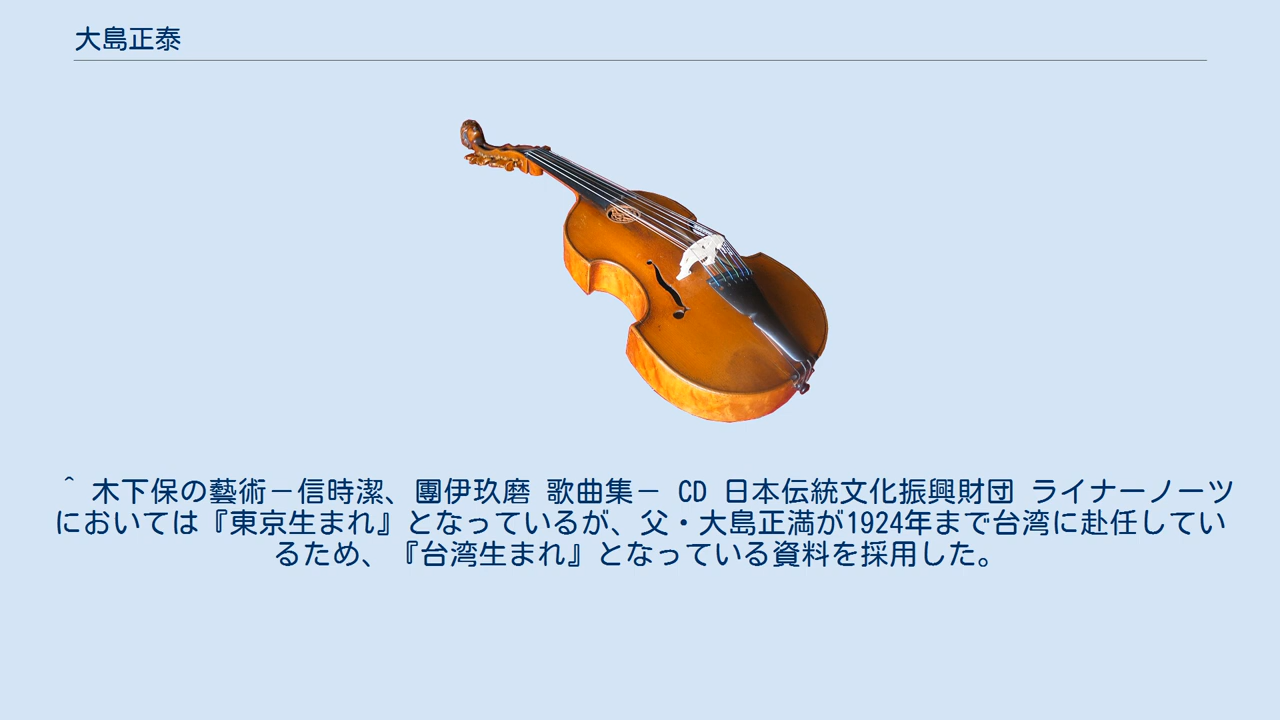 大島正泰
^ 木下保の藝術－信時潔、團伊玖磨 歌曲集－ CD 日本伝統文化振興財団 ライナーノーツ
においては『東京生まれ』となっているが、父・大島正満が1924年まで台湾に赴任してい
るため、『台湾生まれ』となっている資料を採用した。